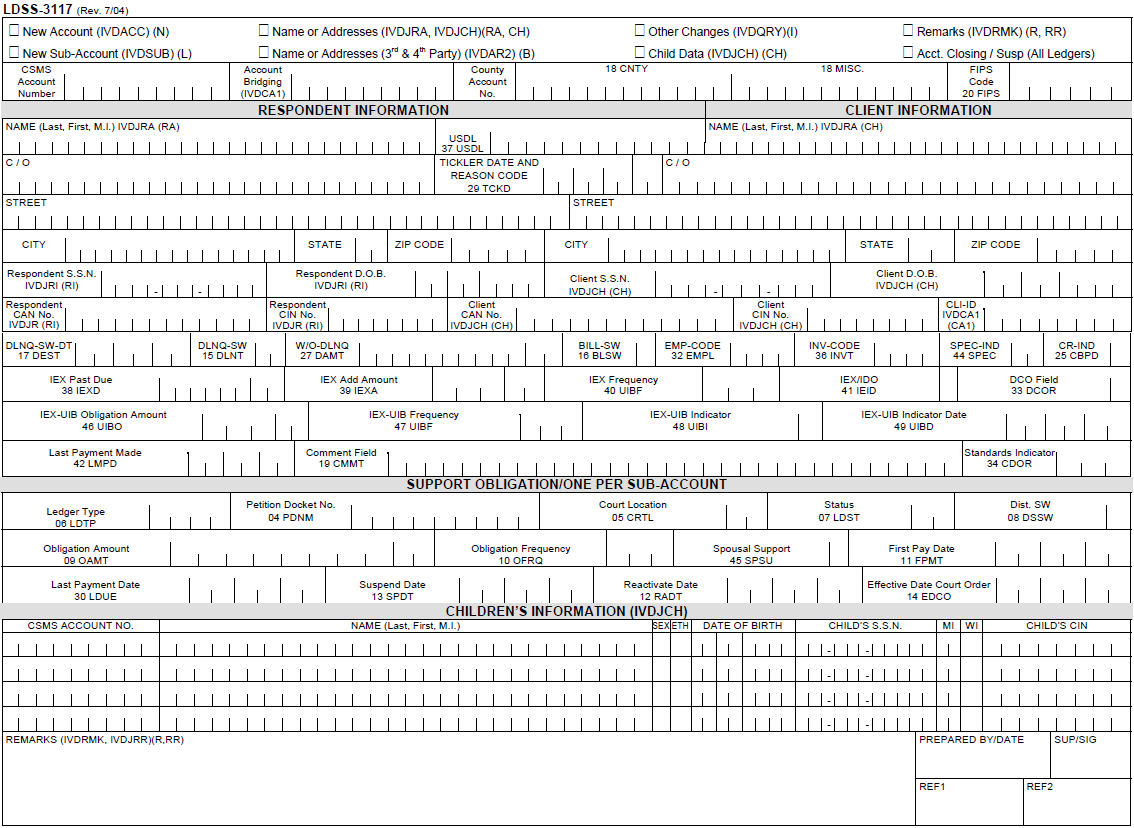 LDSS-3117 (Rev. 7/04)
New Account (IVDACC) (N)
Name or Addresses (IVDJRA, IVDJCH)(RA, CH)
Other Changes (IVDQRY)(I)
Remarks (IVDRMK) (R, RR)
New Sub-Account (IVDSUB) (L)
Name or Addresses (3rd & 4th Party) (IVDAR2) (B)
Child Data (IVDJCH) (CH)
Acct. Closing / Susp (All Ledgers)
CSMS
Account
Number
Account
Bridging
(IVDCA1)
County
Account
No.
18 CNTY
18 MISC.
FIPS
Code
20 FIPS
RESPONDENT INFORMATION
CLIENT INFORMATION
NAME (Last, First, M.I.) IVDJRA (RA)
USDL
37 USDL
NAME (Last, First, M.I.) IVDJRA (CH)
C / O
TICKLER DATE AND
REASON CODE
29 TCKD
C / O
STREET
STREET
CITY
STATE
ZIP CODE
CITY
STATE
ZIP CODE
Respondent S.S.N.
IVDJRI (RI)
- -
Respondent D.O.B.
IVDJRI (RI)
Client S.S.N.
IVDJCH (CH)
- -
Client D.O.B.
IVDJCH (CH)
Respondent
CAN No.
IVDJR (RI)
Respondent
CIN No.
IVDJR (RI)
Client
CAN No.
IVDJCH (CH)
Client
CIN No.
IVDJCH (CH)
CLI-ID
IVDCA1
(CA1)
DLNQ-SW-DT
17 DEST
DLNQ-SW
15 DLNT
W/O-DLNQ
27 DAMT
BILL-SW
16 BLSW
EMP-CODE
32 EMPL
INV-CODE
36 INVT
SPEC-IND
44 SPEC
CR-IND
25 CBPD
IEX Past Due
38 IEXD
IEX Add Amount
39 IEXA
IEX Frequency
40 UIBF
IEX/IDO
41 IEID
DCO Field
33 DCOR
IEX-UIB Obligation Amount
46 UIBO
IEX-UIB Frequency
47 UIBF
IEX-UIB Indicator
48 UIBI
IEX-UIB Indicator Date
49 UIBD
Last Payment Made
42 LMPD
Comment Field
19 CMMT
Standards Indicator
34 CDOR
SUPPORT OBLIGATION/ONE PER SUB-ACCOUNT
Ledger Type
06 LDTP
Petition Docket No.
04 PDNM
Court Location
05 CRTL
Status
07 LDST
Dist. SW
08 DSSW
Obligation Amount
09 OAMT
Obligation Frequency
10 OFRQ
Spousal Support
45 SPSU
First Pay Date
11 FPMT
Last Payment Date
30 LDUE
Suspend Date
13 SPDT
Reactivate Date
12 RADT
Effective Date Court Order
14 EDCO
CHILDREN'S INFORMATION (IVDJCH)
CSMS ACCOUNT NO.
NAME (Last, First, M.I.)
SEX
ETH
DATE OF BIRTH
CHILD'S S.S.N.
MI
WI
CHILD'S CIN
- -
- -
- -
- -
REMARKS (IVDRMK, IVDJRR)(R,RR)
PREPARED BY/DATE
SUP/SIG
REF1
REF2